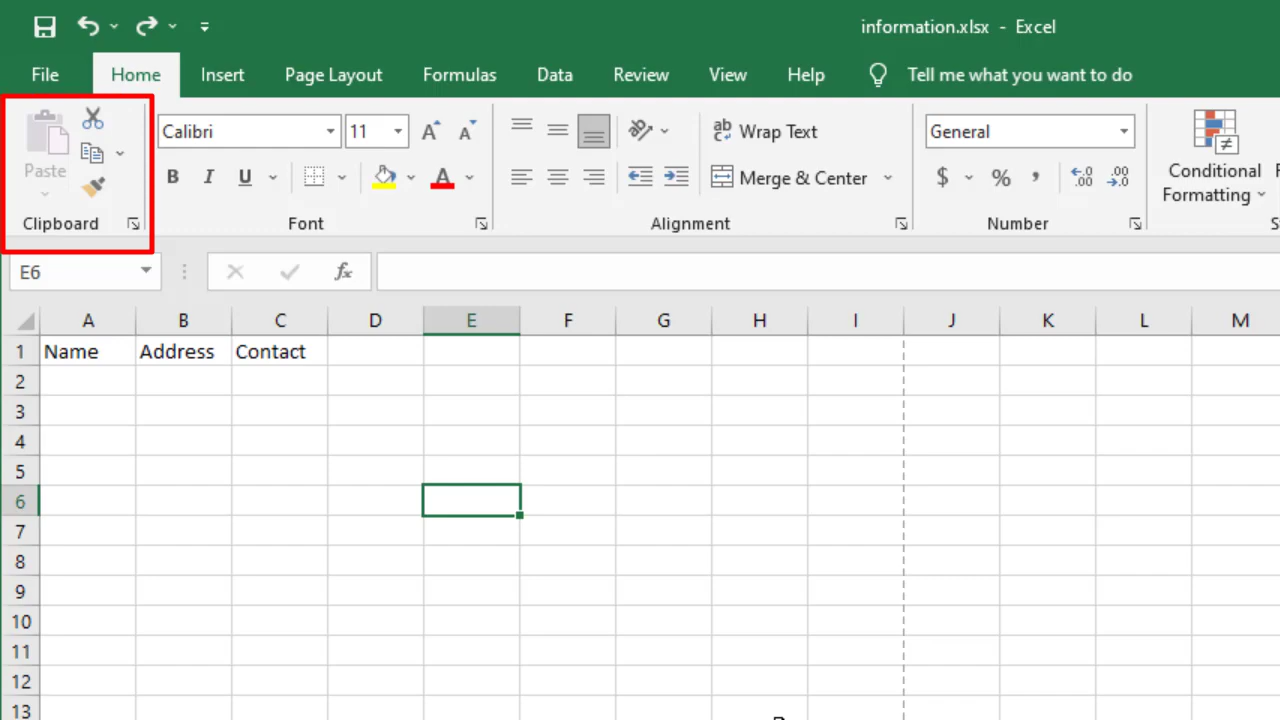 information.xlsx - Excel
File Home Insert Page Layout Formulas Data Review View Help Tell me what you want to do
Calibri 11 ab Wrap Text General
Paste B I U A Merge & Center $ % , Conditional Formatting
Clipboard Font Alignment Number
E6 fx
A B C D E F G H I J K L M
1 Name Address Contact
2
3
4
5
6
7
8
9
10
11
12
13